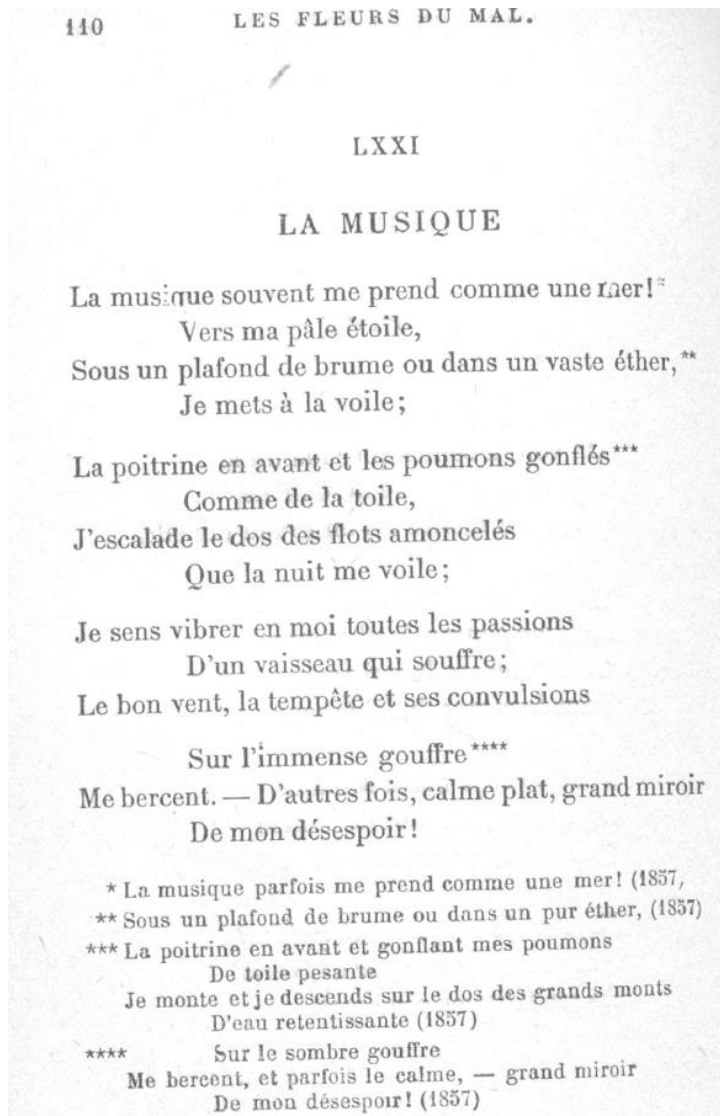 110 LES FLEURS DU MAL.
LXXI
LA MUSIQUE
La musique souvent me prend comme une mer!*
Vers ma pâle étoile,
Sous un plafond de brume ou dans un vaste éther,**
Je mets à la voile;
La poitrine en avant et les poumons gonflés***
Comme de la toile,
J'escalade le dos des flots amoncelés
Que la nuit me voile;
Je sens vibrer en moi toutes les passions
D'un vaisseau qui souffre;
Le bon vent, la tempête et ses convulsions
Sur l'immense gouffre****
Me bercent. — D'autres fois, calme plat, grand miroir
De mon désespoir!
* La musique parfois me prend comme une mer! (1857,
** Sous un plafond de brume ou dans un pur éther, (1857)
*** La poitrine en avant et gonflant mes poumons
De toile pesante
Je monte et je descends sur le dos des grands monts
D'eau retentissante (1857)
**** Sur le sombre gouffre
Me bercent, et parfois le calme, — grand miroir
De mon désespoir! (1857)